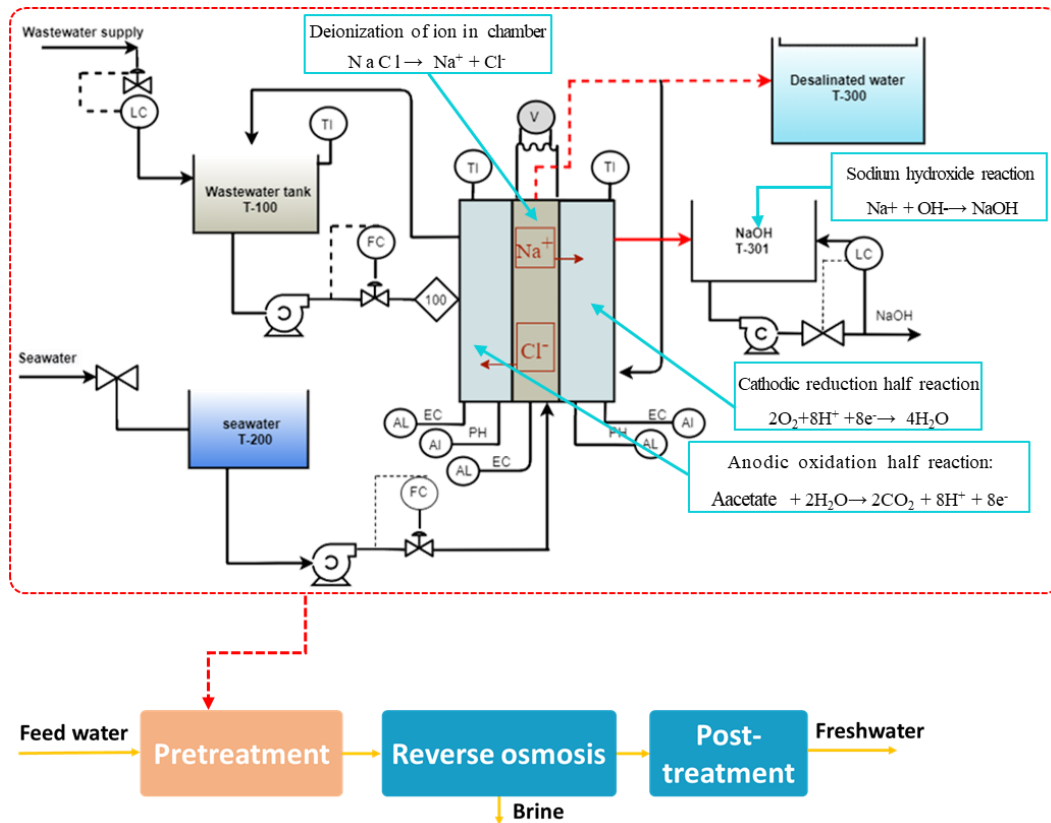 Wastewater supply
LC
TI
Wastewater tank
T-100
FC
100
Deionization of ion in chamber
N a C l → Na⁺ + Cl⁻
V
TI
TI
Na⁺
Cl⁻
Desalinated water
T-300
Sodium hydroxide reaction
Na+ + OH-→ NaOH
NaOH
T-301
LC
NaOH
C
C
Seawater
seawater
T-200
FC
C
AL
EC
AI
PH
AL
EC
EC
AI
PH
AL
Cathodic reduction half reaction
2O₂+8H⁺ +8e⁻→ 4H₂O
Anodic oxidation half reaction:
Aacetate + 2H₂O→ 2CO₂ + 8H⁺ + 8e⁻
Feed water
Pretreatment
Reverse osmosis
Post-
treatment
Freshwater
Brine